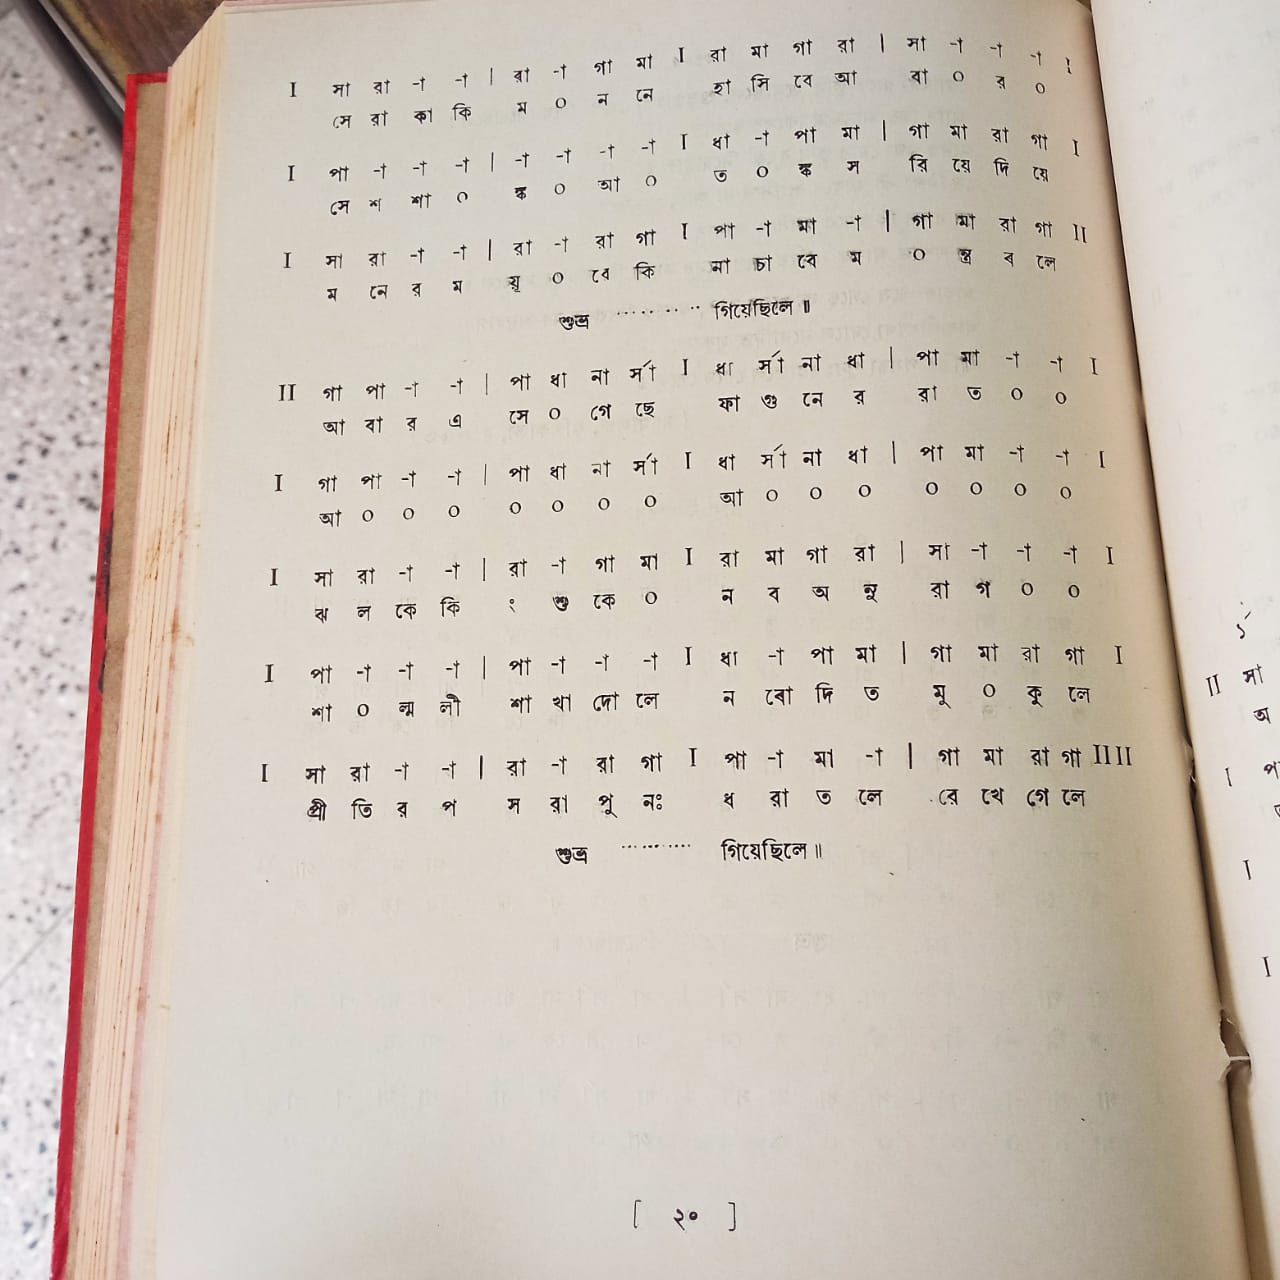 I সা রা -া -া | রা -া গা মা I রা মা গা রা | সা -া -া -া I
সে রা কা কি ম ০ ন নে হা সি বে আ বা ০ র ০
I পা -া -া -া | -া -া -া -া I ধা -া পা মা | গা মা রা গা I
সে শ শা ০ ঙ্ক ০ আ ০ ত ০ ঙ্ক স রি য়ে দি য়ে
I সা রা -া -া | রা -া রা গা I পা -া মা -া | গা মা রা গা II
ম নে র ম য়ূ ০ রে কি না চা বে ম ০ ন্তু ব লে
শুভ্র ·········· গিয়েছিলে॥
II গা পা -া -া | পা ধা না র্সা I ধা র্সা না ধা | পা মা -া -া I
আ বা র এ সে ০ গে ছে ফা গু নে র রা ত ০ ০
I গা পা -া -া | পা ধা না র্সা I ধা র্সা না ধা | পা মা -া -া I
আ ০ ০ ০ ০ ০ ০ ০ আ ০ ০ ০ ০ ০ ০ ০
I সা রা -া -া | রা -া গা মা I রা মা গা রা | সা -া -া -া I
ঝ ল কে কি ং শু কে ০ ন ব অ নু রা গ ০ ০
I পা -া -া -া | পা -া -া -া I ধা -া পা মা | গা মা রা গা I
শা ০ ল্ম লী শা খা দো লে ন বো দি ত মু ০ কু লে
I সা রা -া -া | রা -া রা গা I পা -া মা -া | গা মা রা গা IIII
প্রী তি র প স রা পু নঃ ধ রা ত লে রে খে গে লে
শুভ্র ·········· গিয়েছিলে॥
[ ২০ ]
II সা
অ
I
I
I